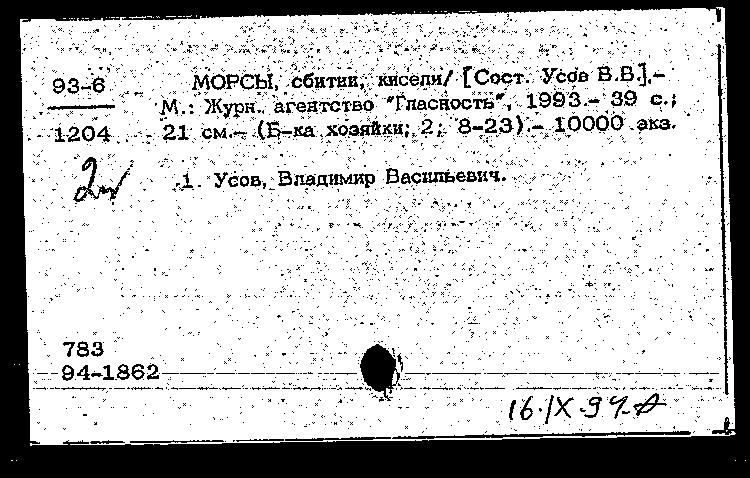 93-6 МОРСЫ, сбитни, кисели/ [Сост. Усов В.В.].-
М.: Журн. агентство "Гласность", 1993.- 39 с.;
1204 21 см.- (Б-ка хозяйки; 2; 8-23).- 10000 экз.
1. Усов, Владимир Васильевич.
783
94-1862
16.IX.94